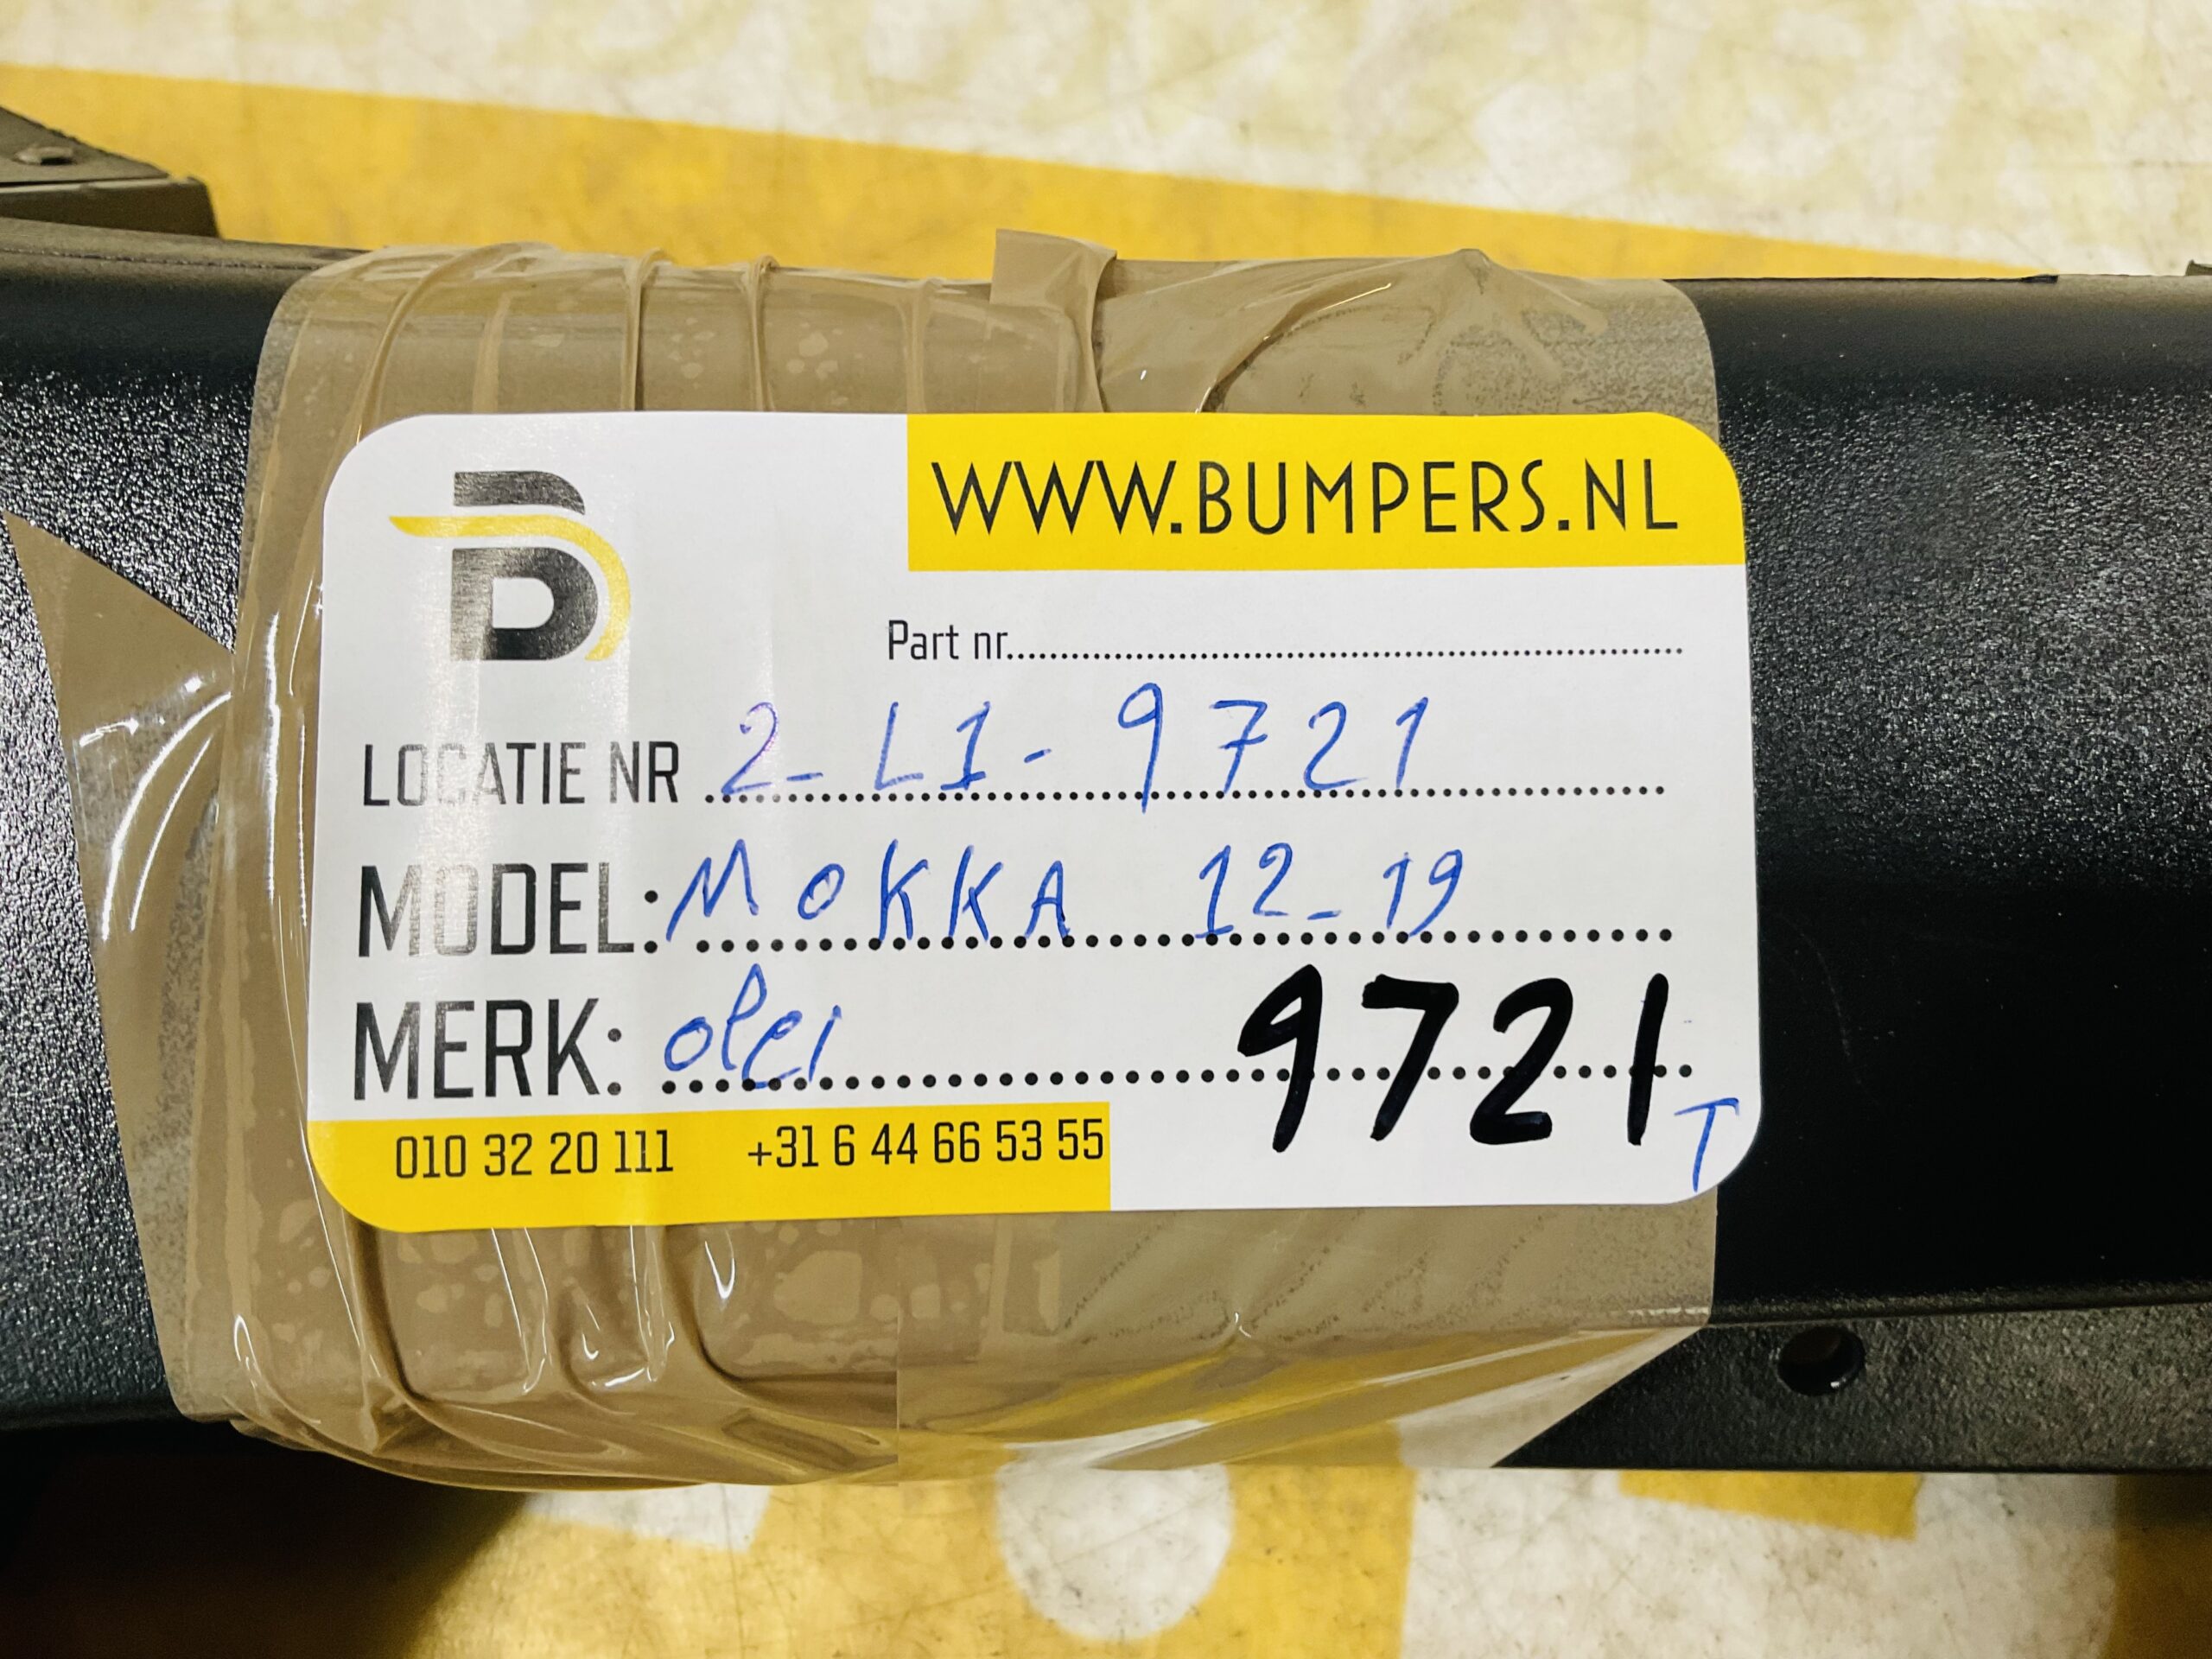 WWW.BUMPERS.NL
Part nr.
LOCATIE NR 2-L1-9721
MODEL: MOKKA 12-19
MERK: opel
9721
T
010 32 20 111 +31 6 44 66 53 55